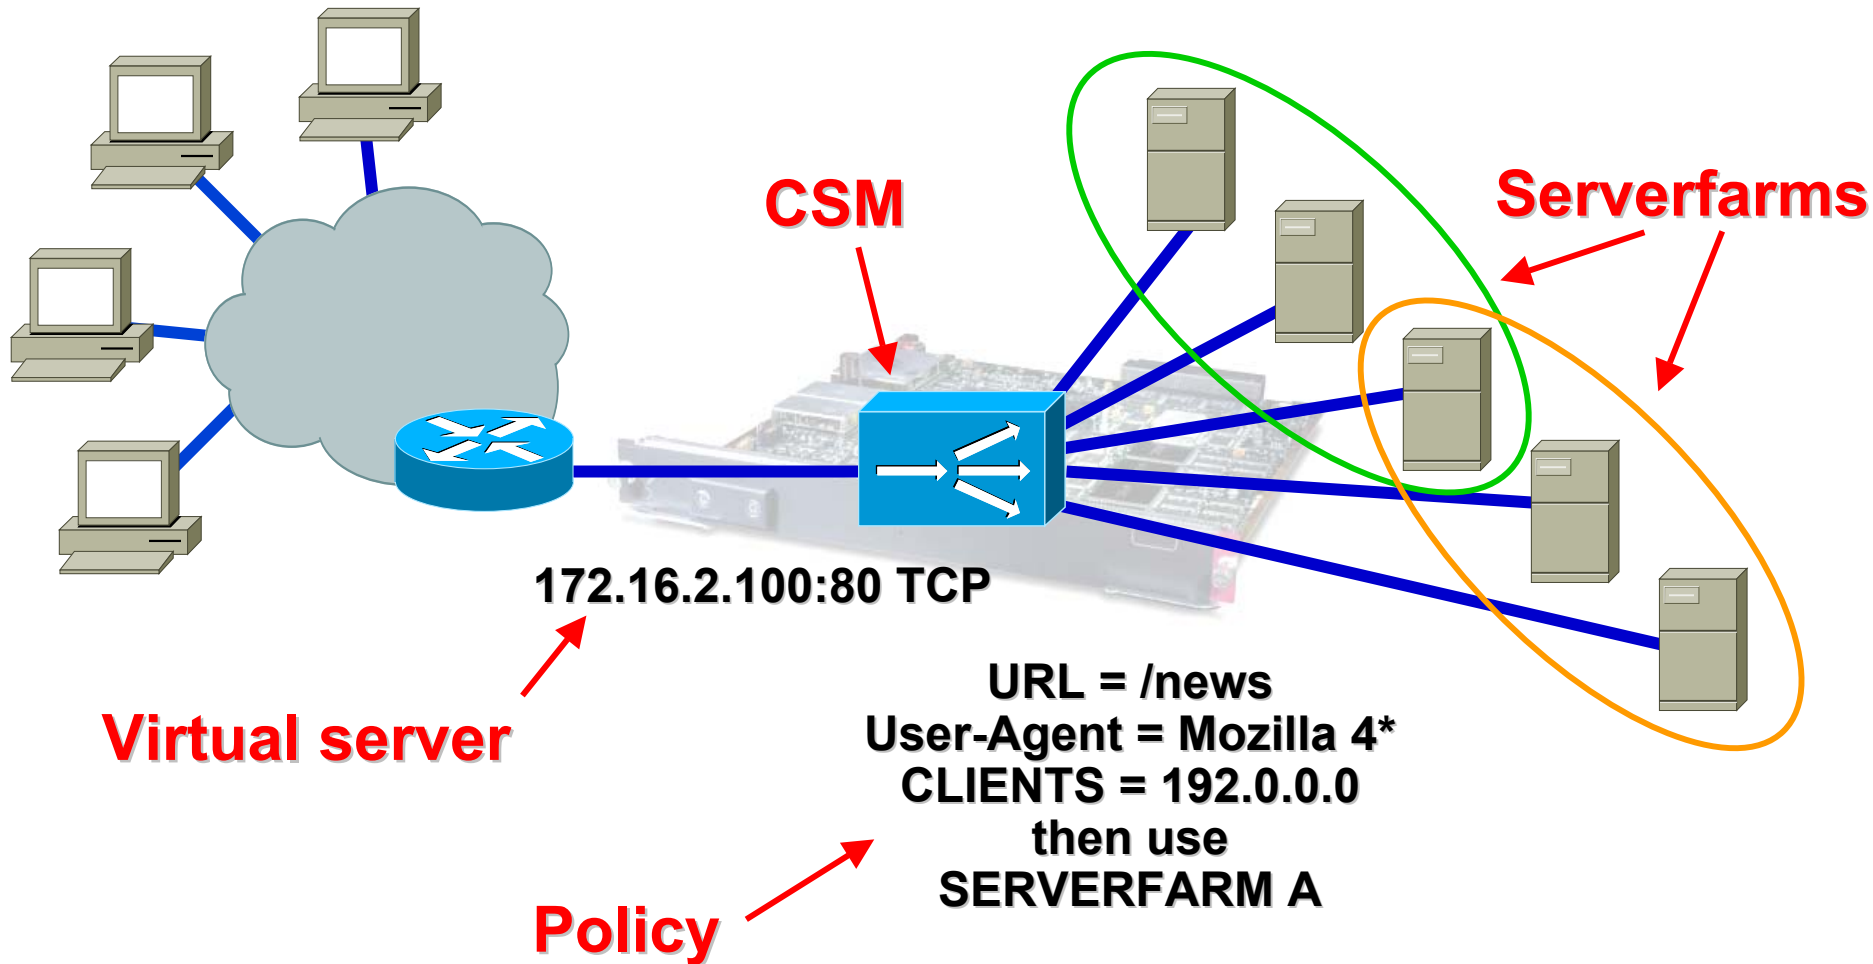 CSM
Serverfarms
172.16.2.100:80 TCP
Virtual server
URL = /news
User-Agent = Mozilla 4*
CLIENTS = 192.0.0.0
then use
SERVERFARM A
Policy